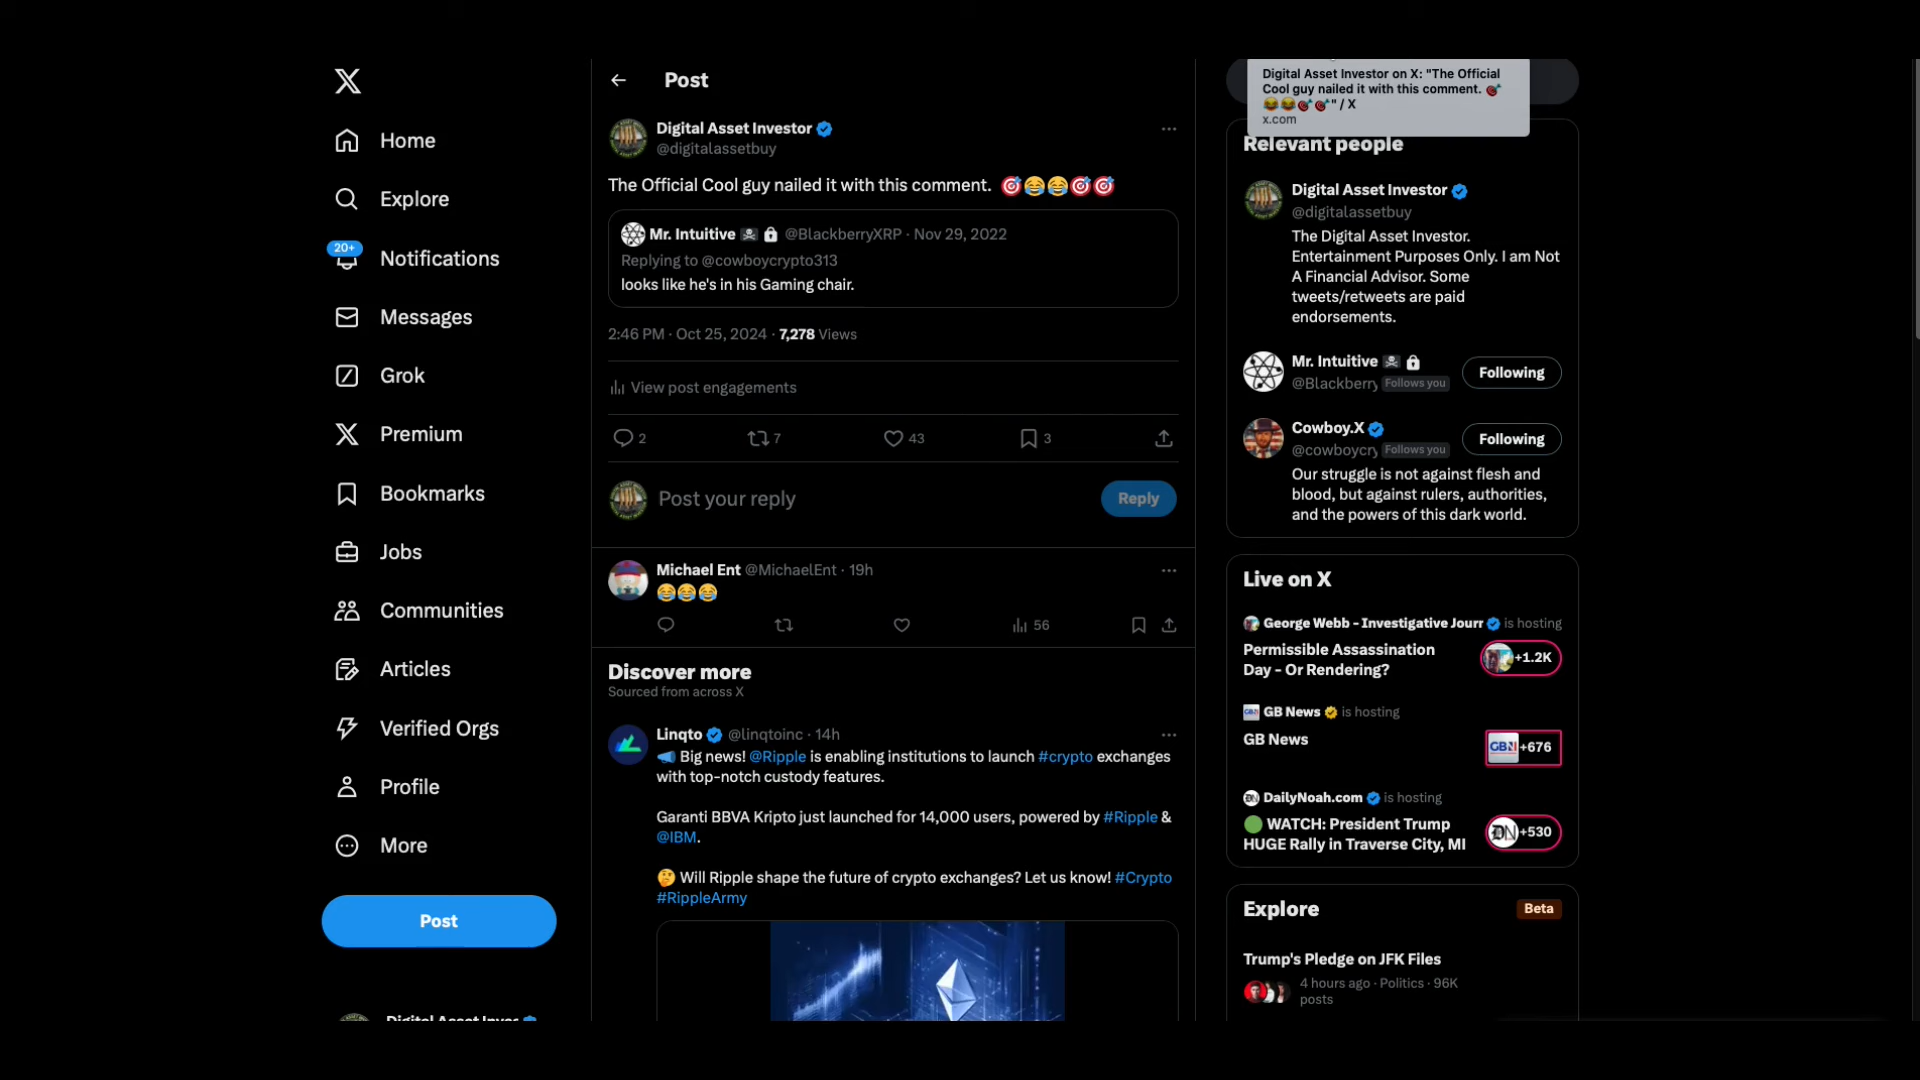 Home
Explore
20+
Notifications
Messages
Grok
Premium
Bookmarks
Jobs
Communities
Articles
Verified Orgs
Profile
More
Post
Post
Digital Asset Investor
@digitalassetbuy
The Official Cool guy nailed it with this comment. 🎯😂😂🎯🎯
Mr. Intuitive ☠️ 🔒 @BlackberryXRP · Nov 29, 2022
Replying to @cowboycrypto313
looks like he's in his Gaming chair.
2:46 PM · Oct 25, 2024 · 7,278 Views
View post engagements
2 7 43 3
Post your reply
Reply
Michael Ent @MichaelEnt · 19h
😂😂😂
56
Discover more
Sourced from across X
Linqto @linqtoinc · 14h
📣 Big news! @Ripple is enabling institutions to launch #crypto exchanges
with top-notch custody features.
Garanti BBVA Kripto just launched for 14,000 users, powered by #Ripple &
@IBM.
🤔 Will Ripple shape the future of crypto exchanges? Let us know! #Crypto
#RippleArmy
Digital Asset Investor on X: "The Official
Cool guy nailed it with this comment. 🎯
😂😂🎯🎯" / X
x.com
Relevant people
Digital Asset Investor
@digitalassetbuy
The Digital Asset Investor.
Entertainment Purposes Only. I am Not
A Financial Advisor. Some
tweets/retweets are paid
endorsements.
Mr. Intuitive ☠️ 🔒
@Blackberry Follows you
Following
Cowboy.X
@cowboycry Follows you
Following
Our struggle is not against flesh and
blood, but against rulers, authorities,
and the powers of this dark world.
Live on X
George Webb - Investigative Jourr is hosting
Permissible Assassination
Day - Or Rendering?
+1.2K
GB News is hosting
GB News
GBN +676
DailyNoah.com is hosting
🟢 WATCH: President Trump
HUGE Rally in Traverse City, MI
DN +530
Explore
Beta
Trump's Pledge on JFK Files
4 hours ago · Politics · 96K
posts